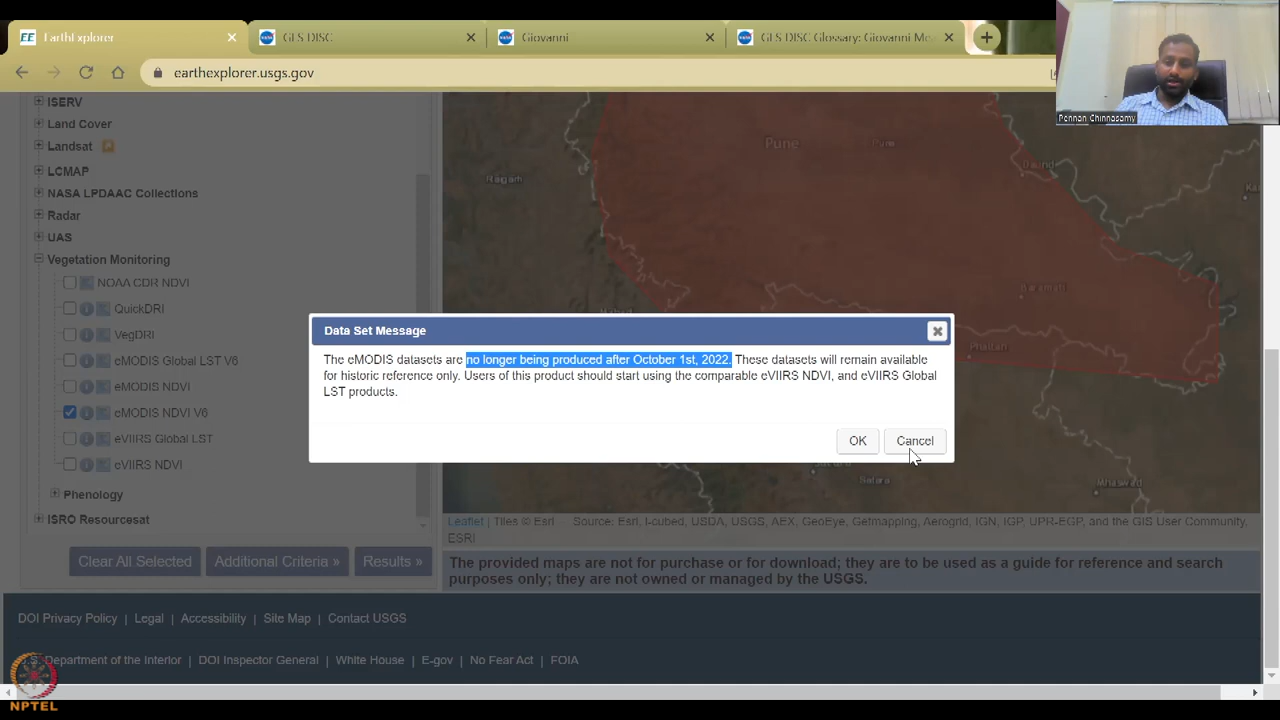 EarthExplorer
GES DISC
Giovanni
GES DISC Glossary: Giovanni Me
earthexplorer.usgs.gov
Pennan Chinnasamy
ISERV
Land Cover
Landsat
LCMAP
NASA LPDAAC Collections
Radar
UAS
Vegetation Monitoring
NOAA CDR NDVI
QuickDRI
VegDRI
eMODIS Global LST V6
eMODIS NDVI
eMODIS NDVI V6
eVIIRS Global LST
eVIIRS NDVI
Phenology
ISRO Resourcesat
Clear All Selected
Additional Criteria »
Results »
Pune
Pune
Daund
Baramati
Phaltan
Satara
Mhaswad
Data Set Message
The eMODIS datasets are no longer being produced after October 1st, 2022. These datasets will remain available
for historic reference only. Users of this product should start using the comparable eVIIRS NDVI, and eVIIRS Global
LST products.
OK
Cancel
Leaflet | Tiles © Esri — Source: Esri, i-cubed, USDA, USGS, AEX, GeoEye, Getmapping, Aerogrid, IGN, IGP, UPR-EGP, and the GIS User Community,
ESRI
The provided maps are not for purchase or for download; they are to be used as a guide for reference and search
purposes only; they are not owned or managed by the USGS.
DOI Privacy Policy | Legal | Accessibility | Site Map | Contact USGS
U.S. Department of the Interior | DOI Inspector General | White House | E-gov | No Fear Act | FOIA
NPTEL